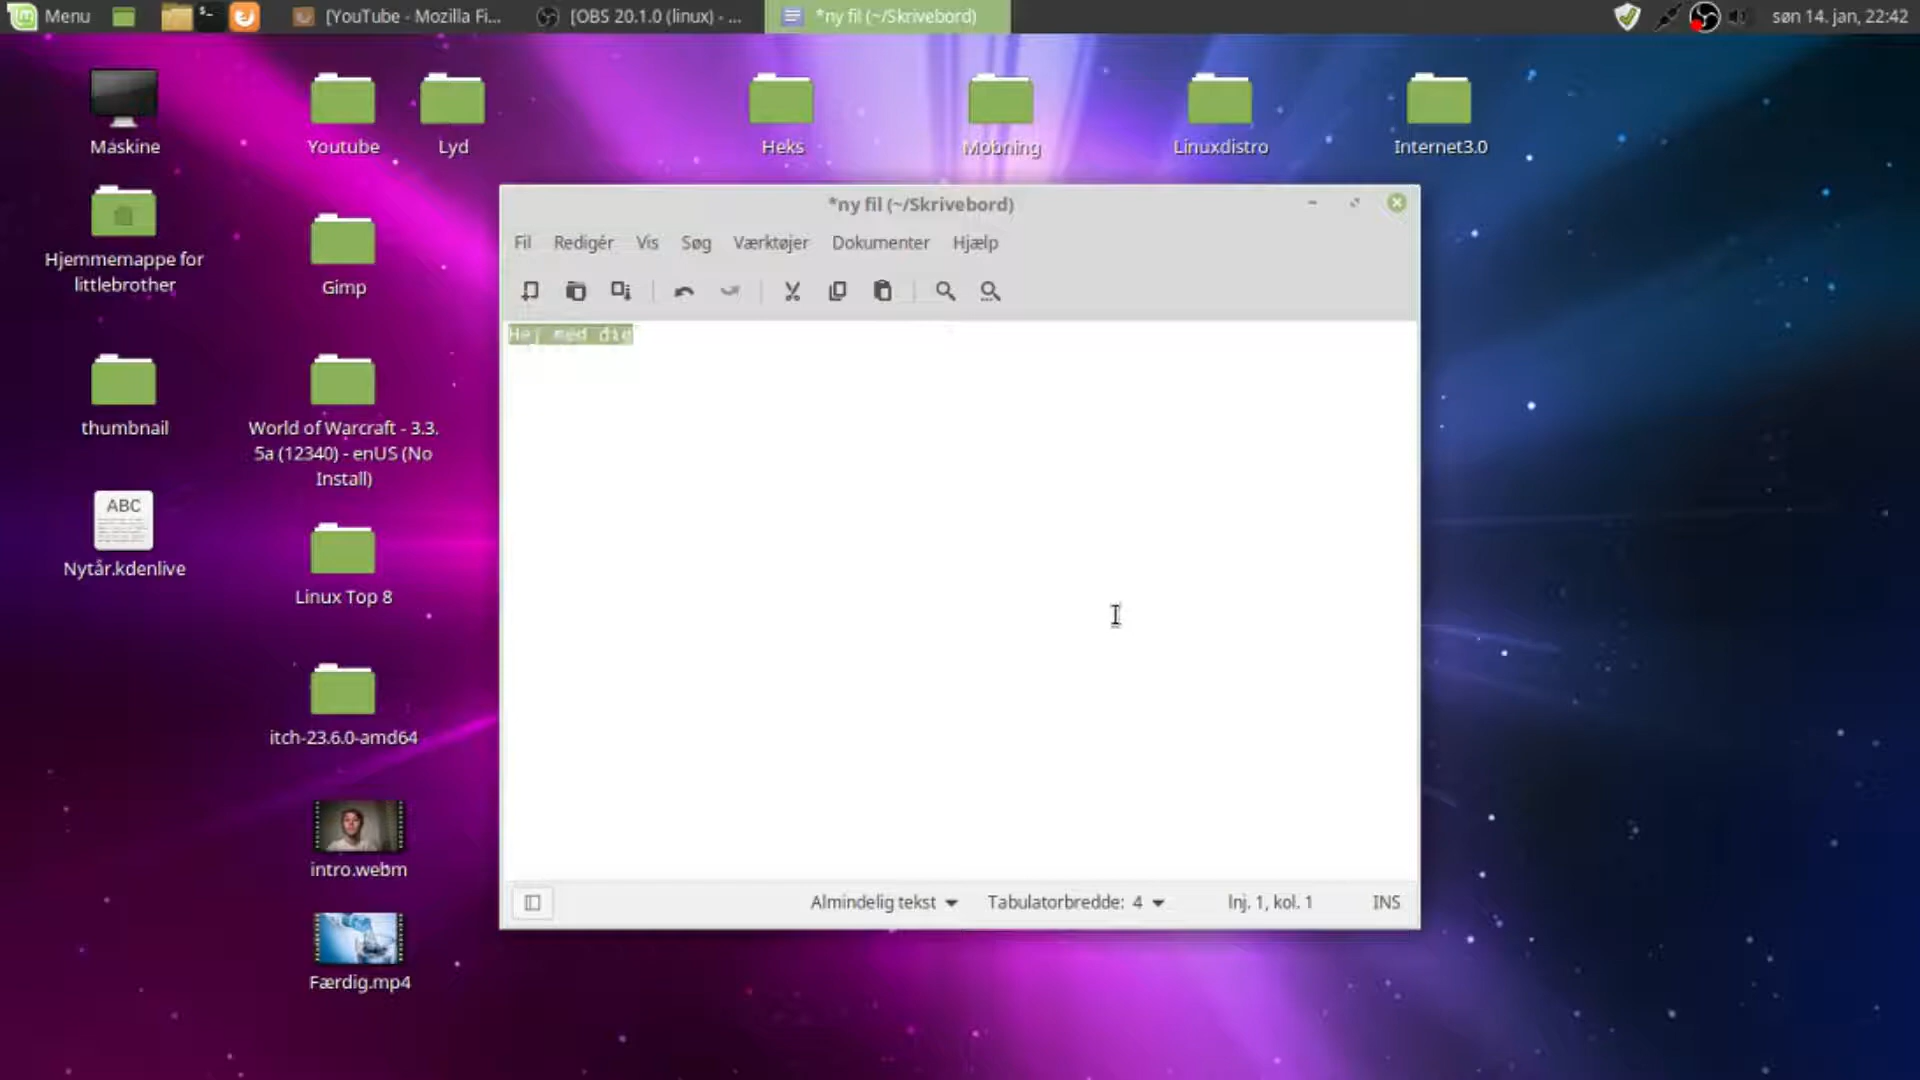 Menu
[YouTube - Mozilla Fi...
[OBS 20.1.0 (linux) - ...
*ny fil (~/Skrivebord)
søn 14. jan, 22:42
Maskine
Youtube
Lyd
Heks
Mobning
Linuxdistro
Internet3.0
Hjemmemappe for
littlebrother
Gimp
thumbnail
World of Warcraft - 3.3.
5a (12340) - enUS (No
Install)
ABC
Nytår.kdenlive
Linux Top 8
itch-23.6.0-amd64
intro.webm
Færdig.mp4
*ny fil (~/Skrivebord)
Fil Redigér Vis Søg Værktøjer Dokumenter Hjælp
Hej med dig
Almindelig tekst Tabulatorbredde: 4 lnj. 1, kol. 1 INS